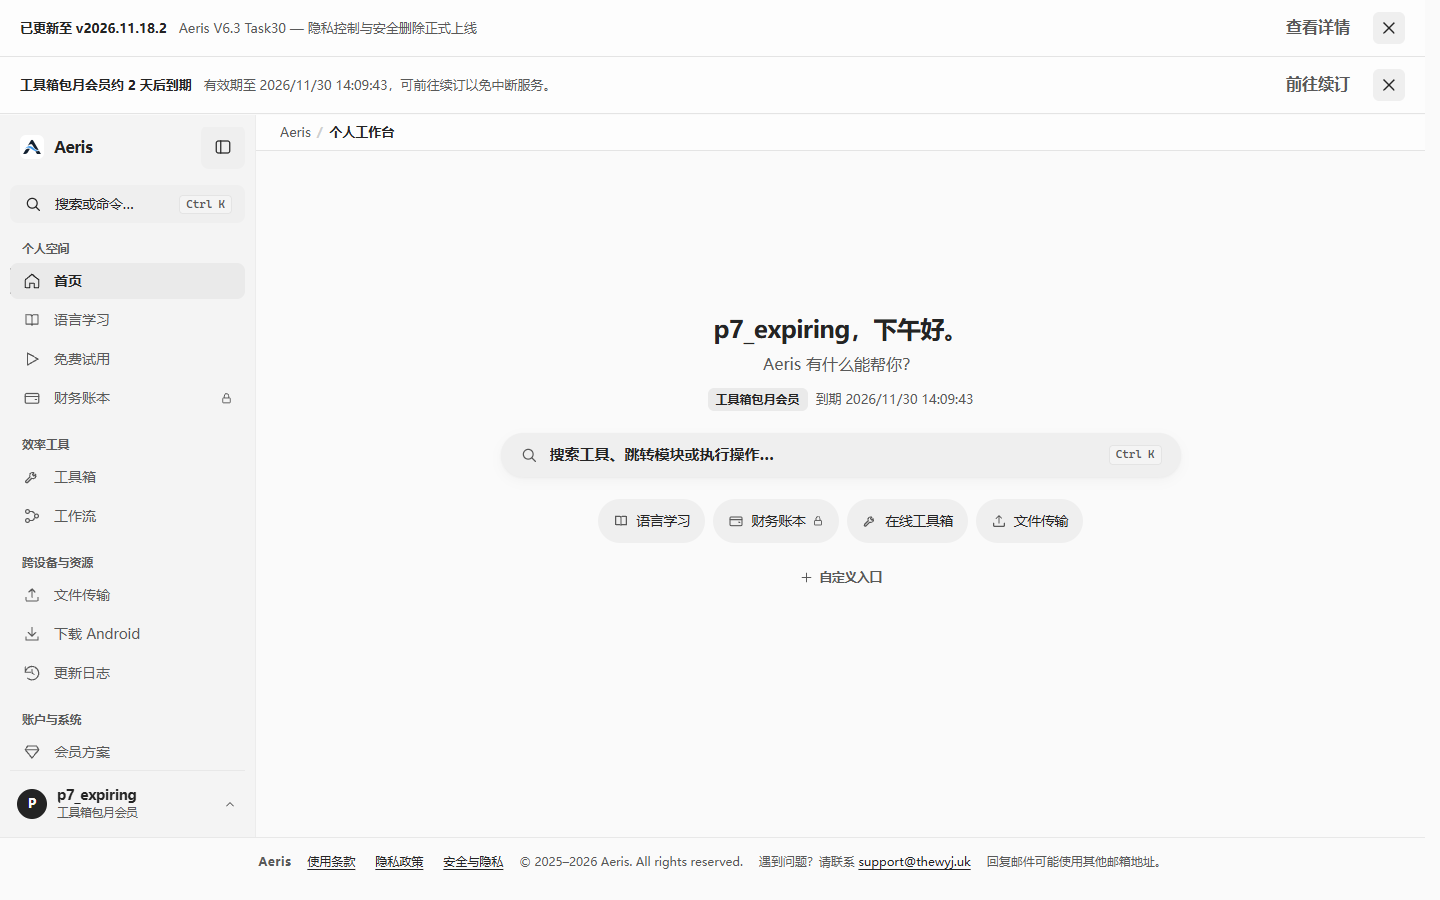 已更新至 v2026.11.18.2 Aeris V6.3 Task30 — 隐私控制与安全删除正式上线 查看详情
工具箱包月会员约 2 天后到期 有效期至 2026/11/30 14:09:43，可前往续订以免中断服务。 前往续订
Aeris
Aeris / 个人工作台
搜索或命令... Ctrl K
个人空间
首页
语言学习
免费试用
财务账本
效率工具
工具箱
工作流
跨设备与资源
文件传输
下载 Android
更新日志
账户与系统
会员方案
P
p7_expiring
工具箱包月会员
p7_expiring，下午好。
Aeris 有什么能帮你？
工具箱包月会员 到期 2026/11/30 14:09:43
搜索工具、跳转模块或执行操作... Ctrl K
语言学习 财务账本 在线工具箱 文件传输
自定义入口
Aeris 使用条款 隐私政策 安全与隐私 © 2025–2026 Aeris. All rights reserved. 遇到问题？请联系 support@thewyj.uk 回复邮件可能使用其他邮箱地址。